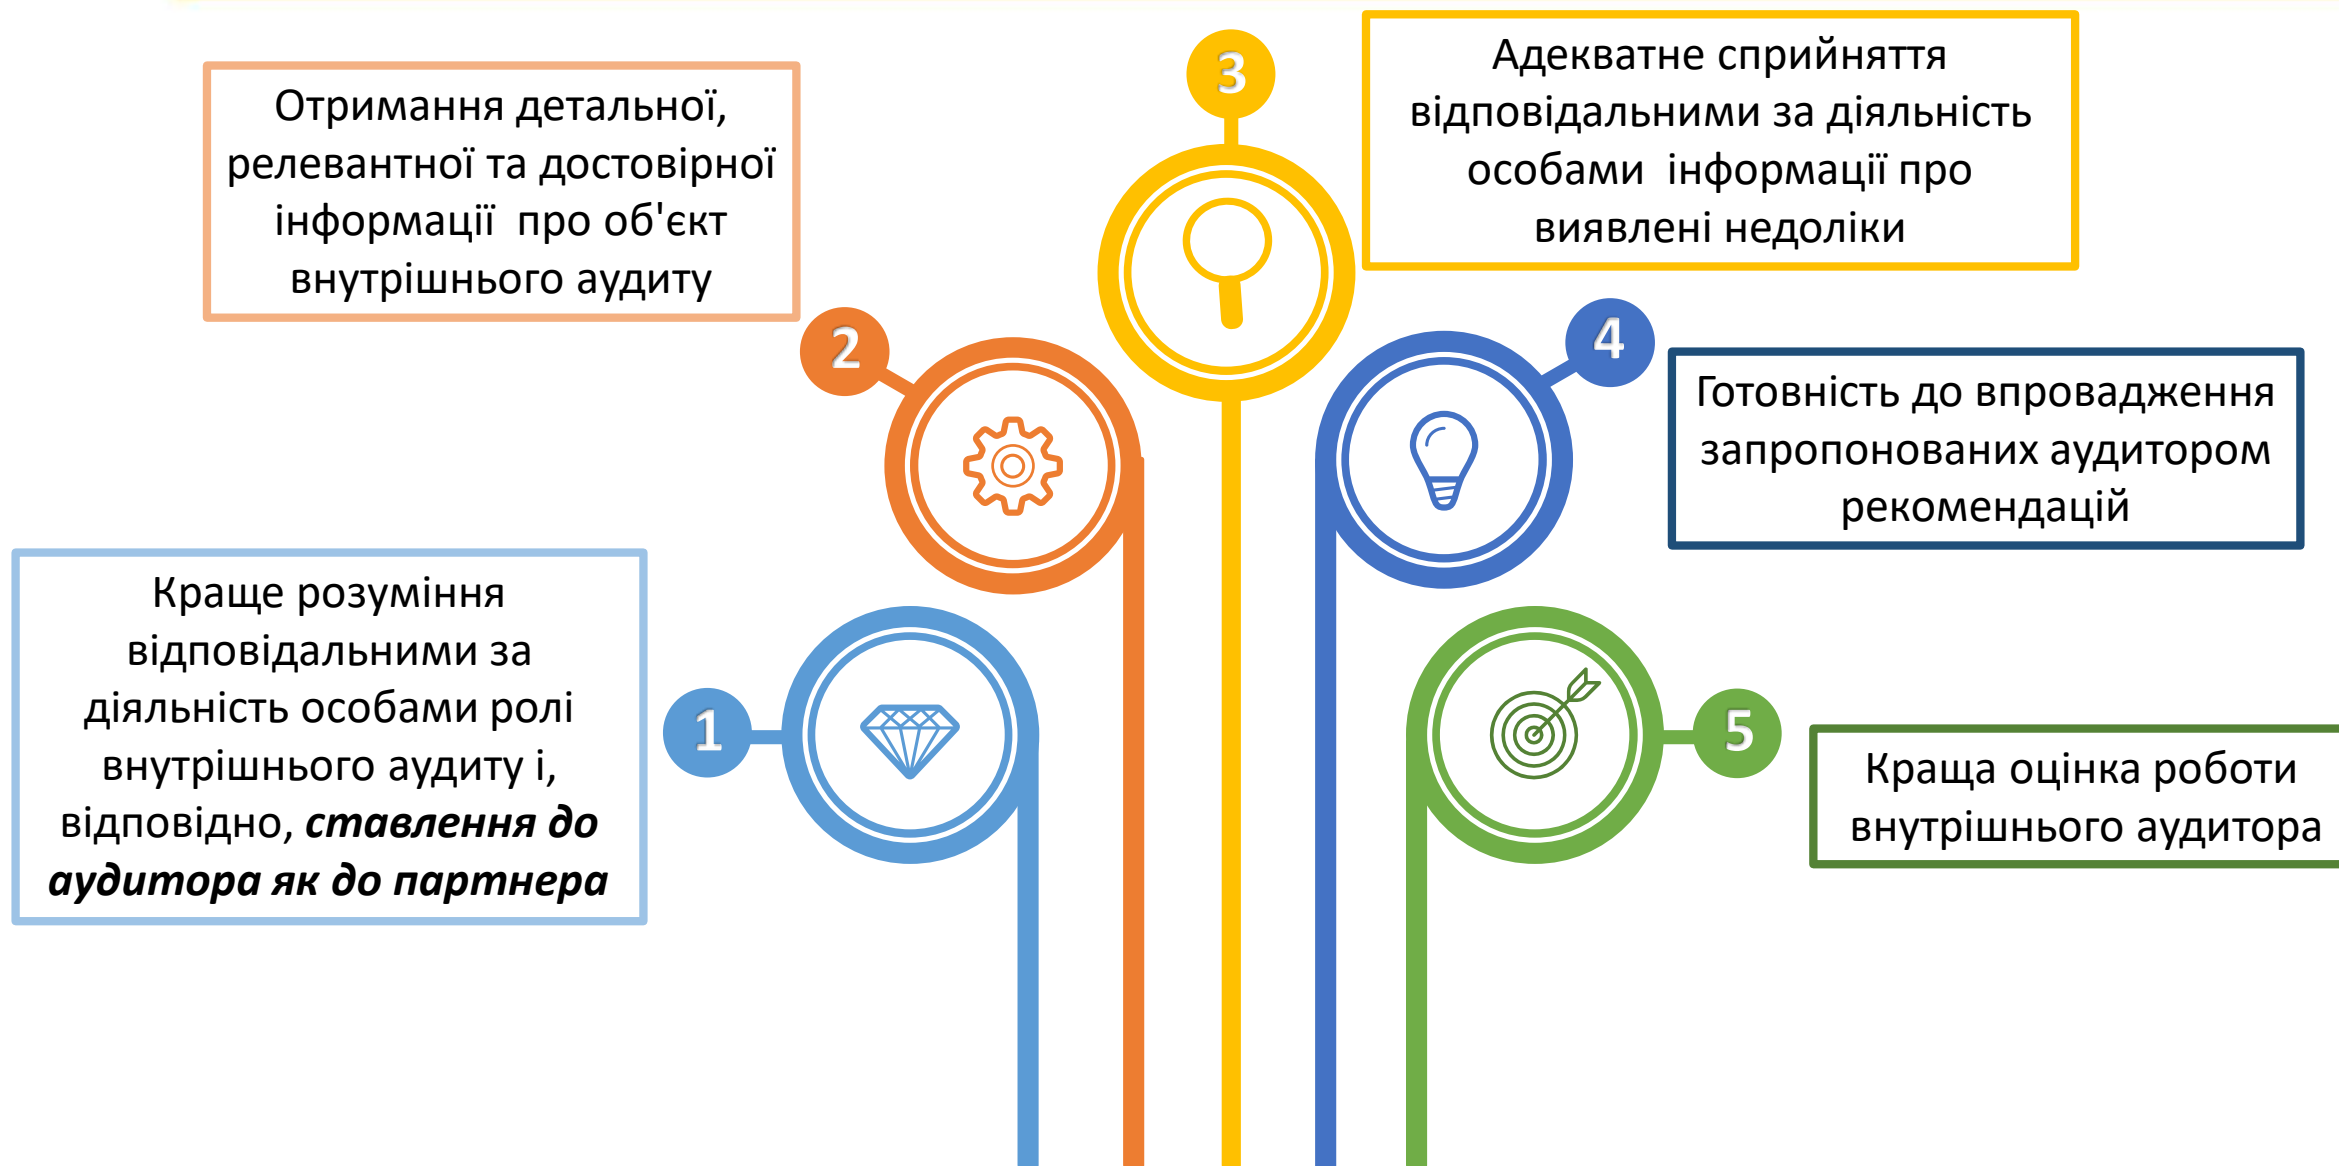 1
Краще розуміння
відповідальними за
діяльність особами ролі
внутрішнього аудиту і,
відповідно, ставлення до
аудитора як до партнера
2
Отримання детальної,
релевантної та достовірної
інформації  про об'єкт
внутрішнього аудиту
3
Адекватне сприйняття
відповідальними за діяльність
особами  інформації про
виявлені недоліки
4
Готовність до впровадження
запропонованих аудитором
рекомендацій
5
Краща оцінка роботи
внутрішнього аудитора